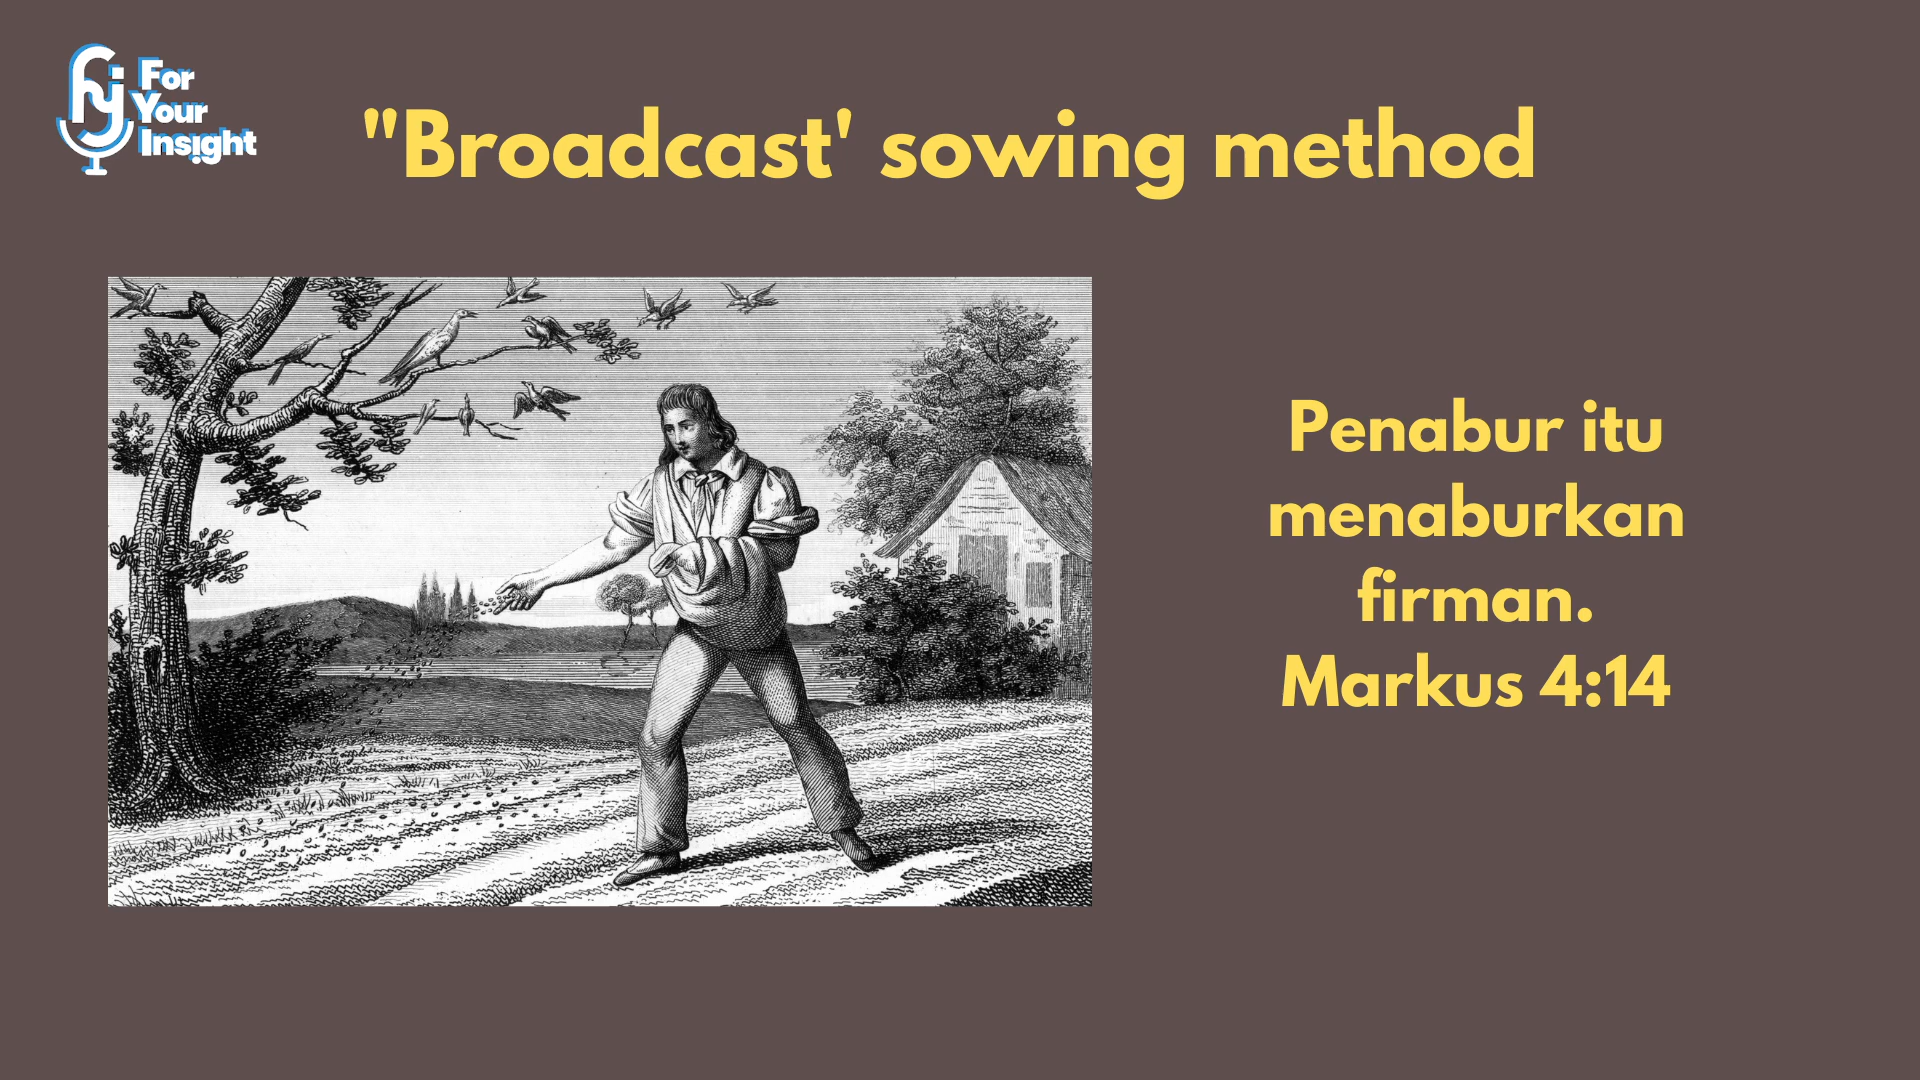 For
Your
Insight
"Broadcast' sowing method
Penabur itu
menaburkan
firman.
Markus 4:14